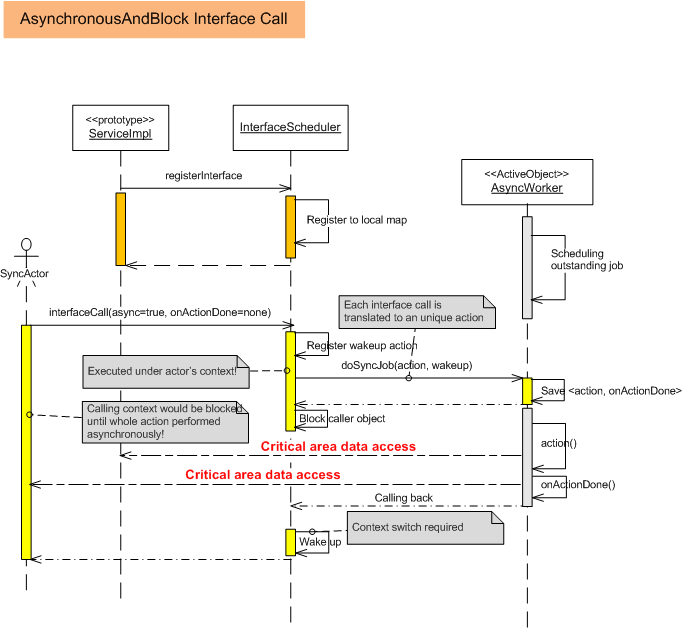 AsynchronousAndBlock Interface Call
<<prototype>>
ServiceImpl
InterfaceScheduler
<<ActiveObject>>
AsyncWorker
registerInterface
Register to local map
Scheduling
outstanding job
SyncActor
interfaceCall(async=true, onActionDone=none)
Each interface call is
translated to an unique action
Register wakeup action
Executed under actor's context!
doSyncJob(action, wakeup)
Save <action, onActionDone>
Calling context would be blocked
until whole action performed
asynchronously!
Block caller object
Critical area data access
action()
Critical area data access
onActionDone()
Calling back
Context switch required
Wake up